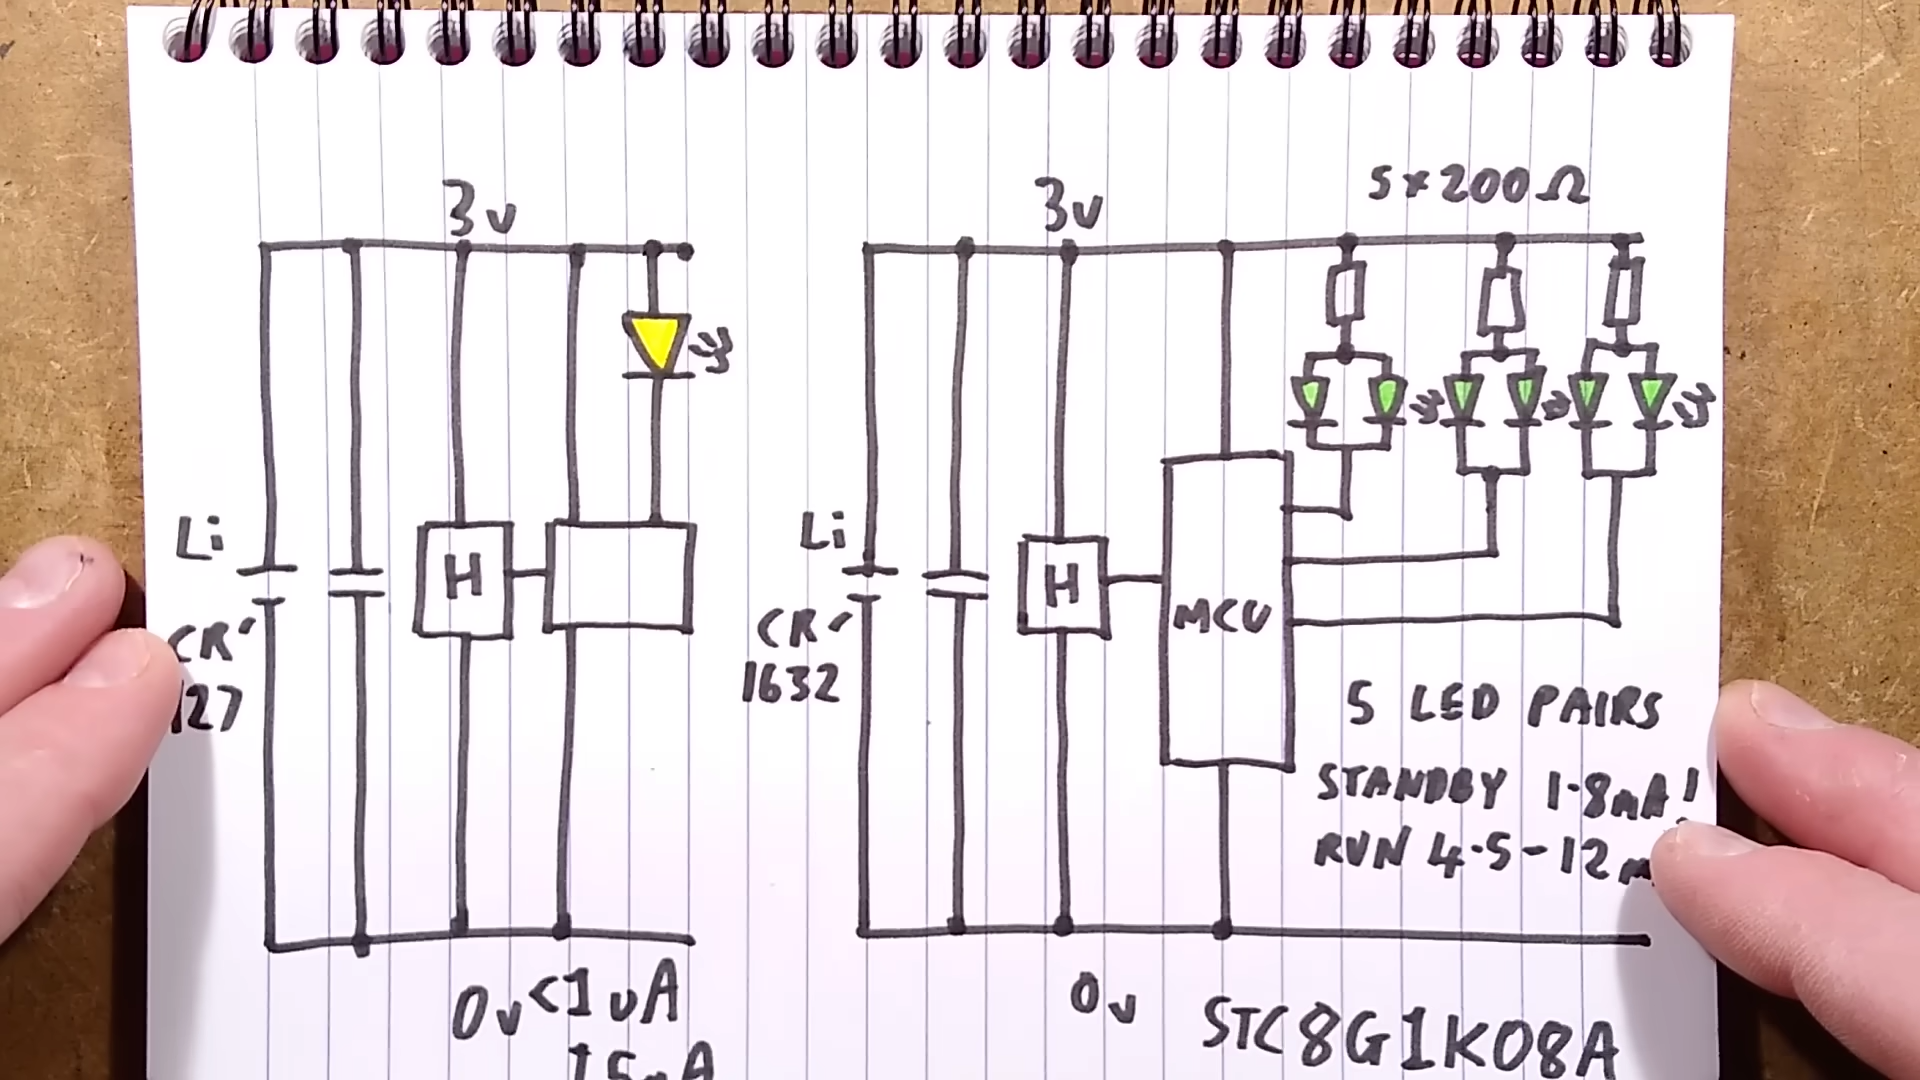 3v
Li
CR'
127
H
0v <1uA
15mA
3v
5×200Ω
Li
CR'
1632
H
MCU
5 LED PAIRS
STANDBY 1·8mA!
RUN 4·5-12m
0v
STC8G1K08A